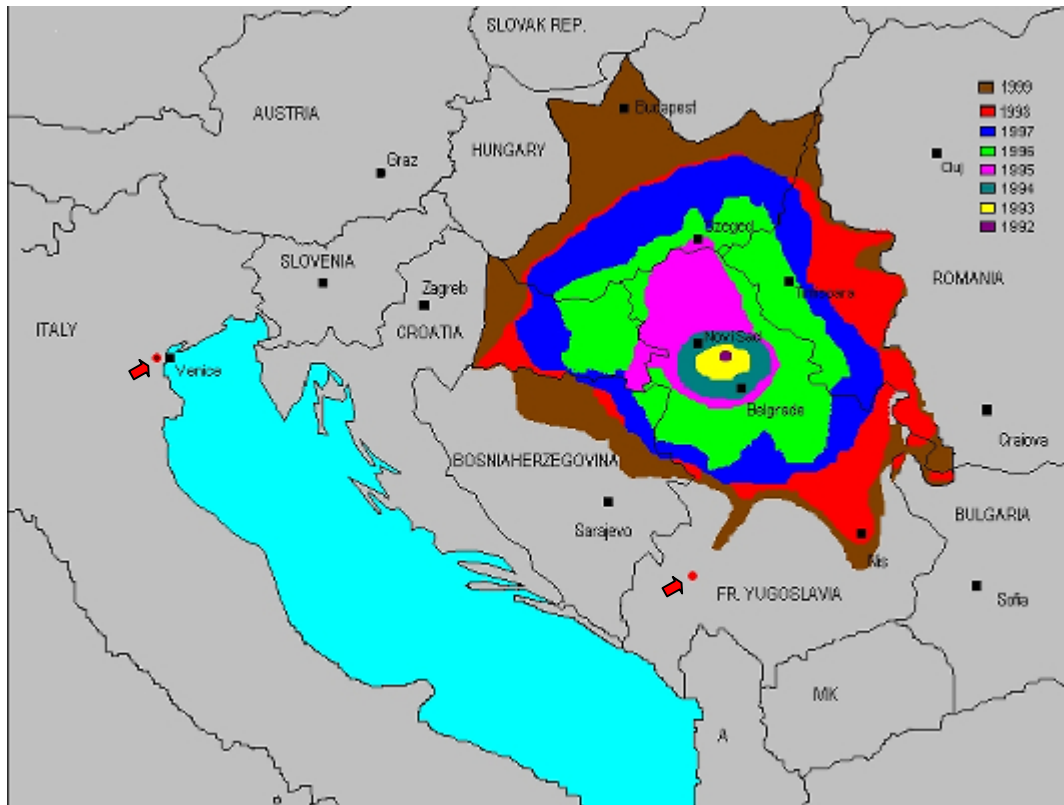 SLOVAK REP.
1999
1998
1997
1996
1995
1994
1993
1992
AUSTRIA
Budapest
HUNGARY
Graz
Cluj
Szeged
SLOVENIA
Timisoara
ROMANIA
Zagreb
CROATIA
ITALY
Novi Sad
Venice
Belgrade
Craiova
BOSNIAHERZEGOVINA
Sarajevo
BULGARIA
Nis
FR. YUGOSLAVIA
Sofia
MK
A